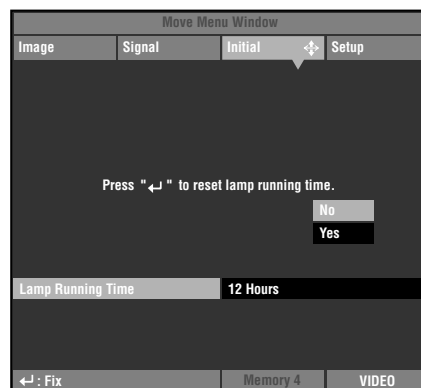 Move Menu Window
Image Signal Initial Setup
Press "↵" to reset lamp running time.
No
Yes
Lamp Running Time 12 Hours
↵ : Fix Memory 4 VIDEO